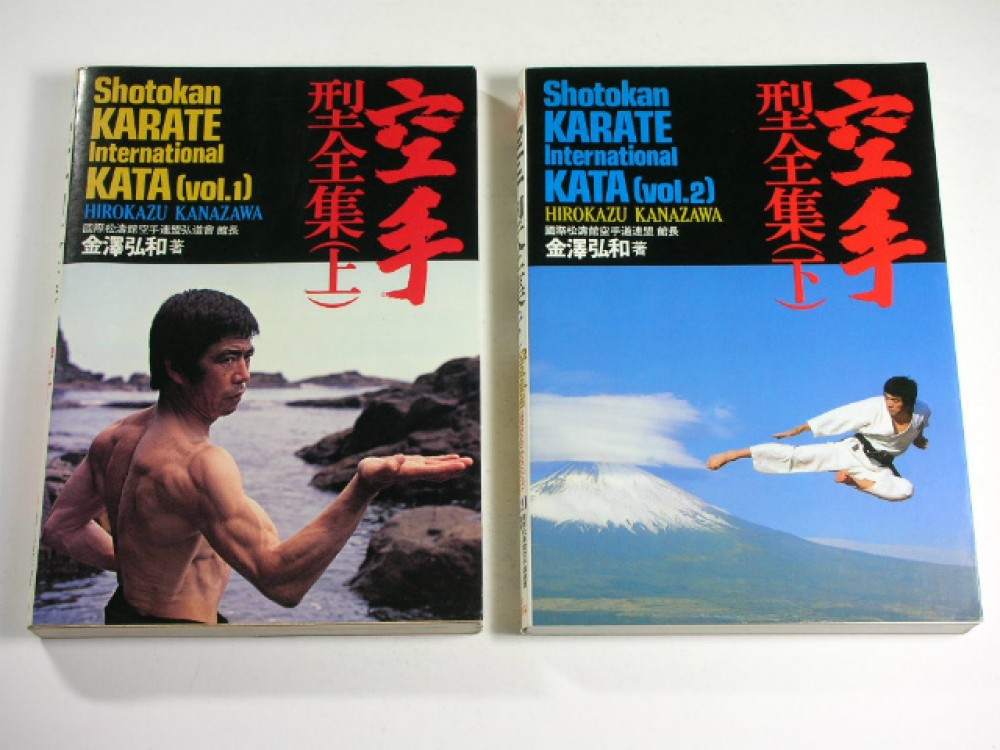 Shotokan
KARATE
International
KATA (vol.1)
HIROKAZU KANAZAWA
國際松濤館空手連盟弘道會 館長
金澤弘和 著
空手
型全集(上)
Shotokan
KARATE
International
KATA (vol.2)
HIROKAZU KANAZAWA
國際松濤館空手道連盟 館長
金澤弘和 著
空手
型全集(下)